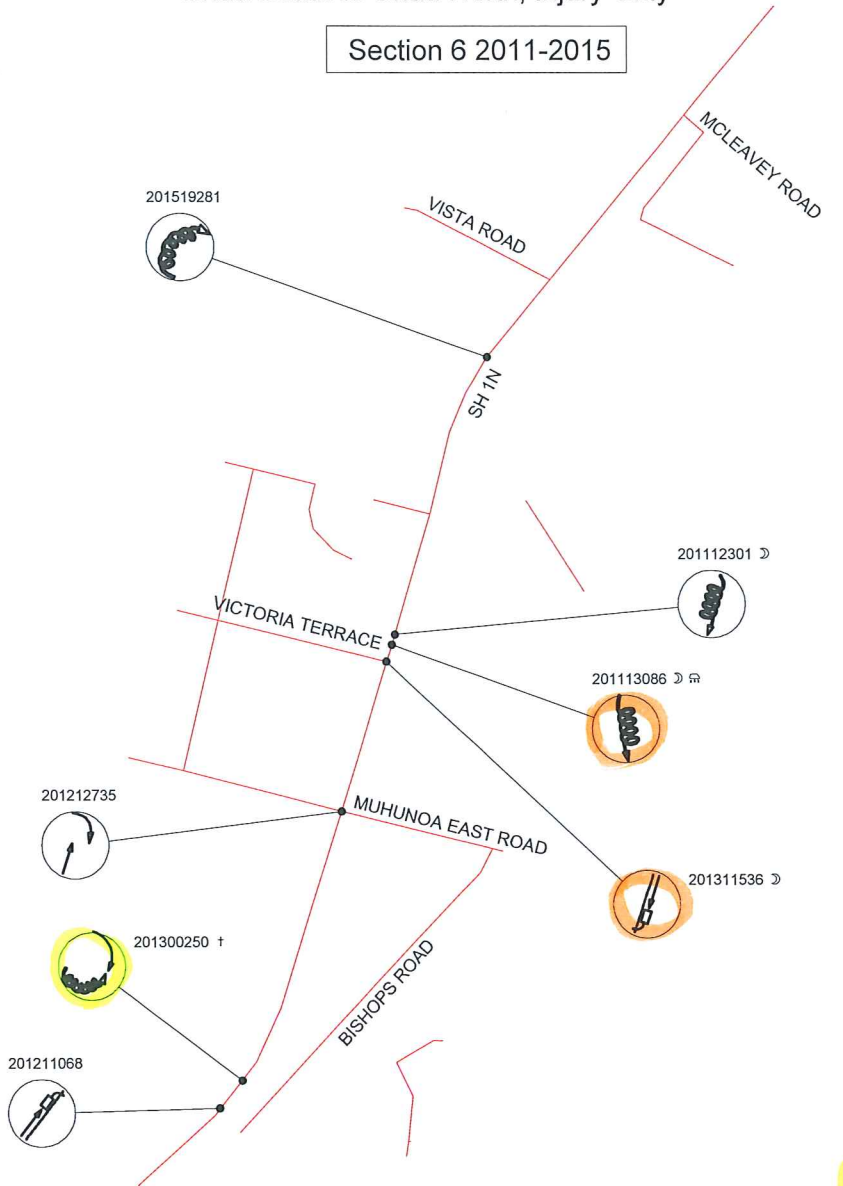 Section 6 2011-2015
MCLEAVEY ROAD
201519281
VISTA ROAD
SH 1N
201112301 ☽
VICTORIA TERRACE
201113086 ☽
201212735
MUHUNOA EAST ROAD
201311536 ☽
201300250 †
BISHOPS ROAD
201211068